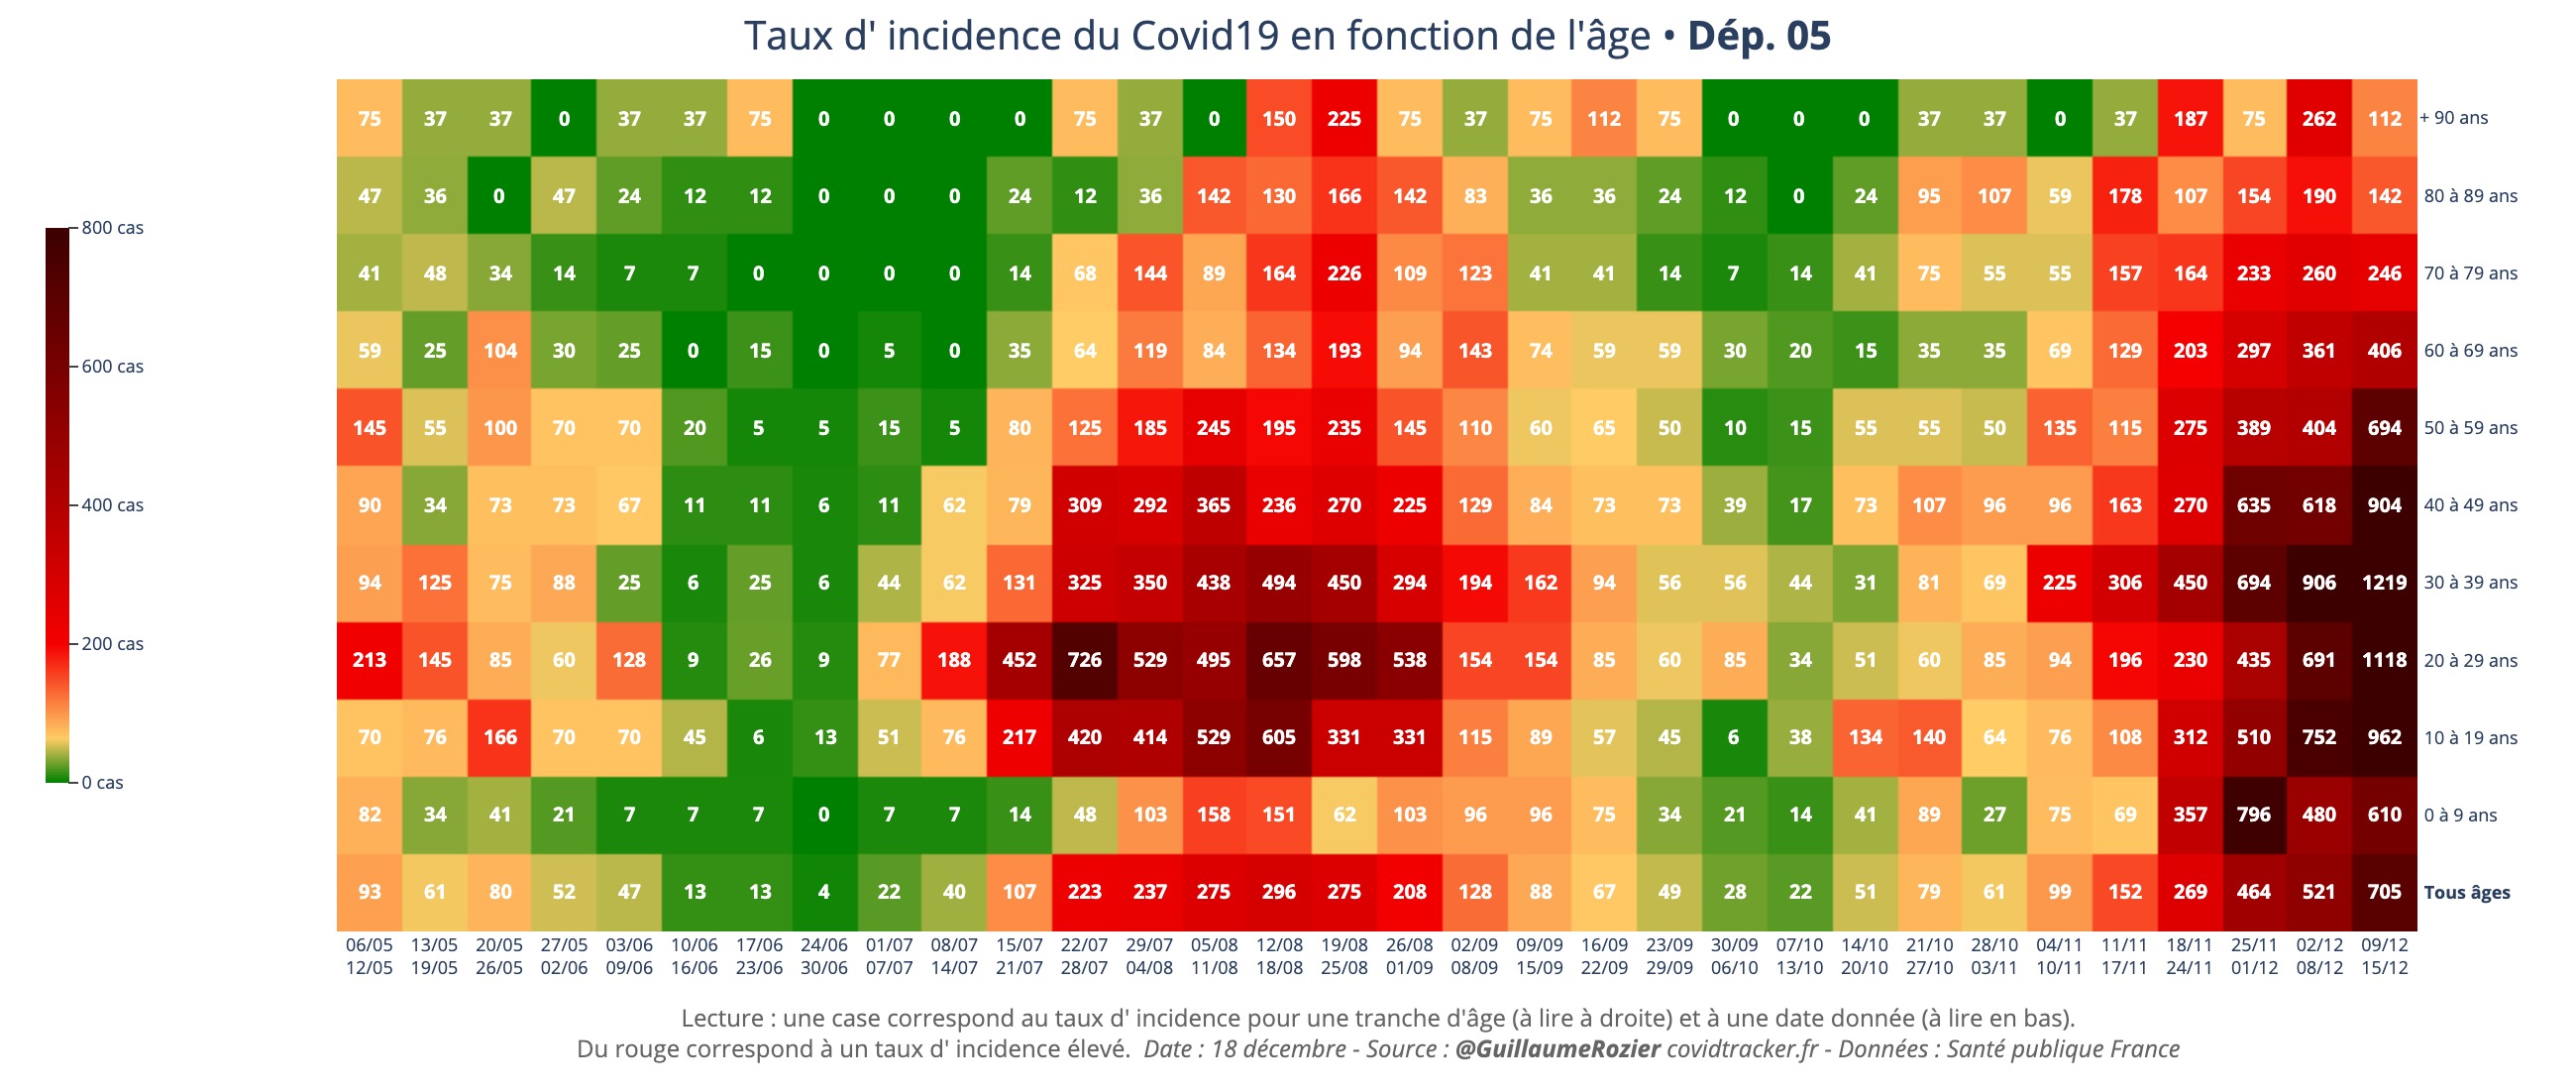 Taux d' incidence du Covid19 en fonction de l'âge • Dép. 05
800 cas
600 cas
400 cas
200 cas
0 cas
75 37 37 0 37 37 75 0 0 0 0 75 37 0 150 225 75 37 75 112 75 0 0 0 37 37 0 37 187 75 262 112 + 90 ans
47 36 0 47 24 12 12 0 0 0 24 12 36 142 130 166 142 83 36 36 24 12 0 24 95 107 59 178 107 154 190 142 80 à 89 ans
41 48 34 14 7 7 0 0 0 0 14 68 144 89 164 226 109 123 41 41 14 7 14 41 75 55 55 157 164 233 260 246 70 à 79 ans
59 25 104 30 25 0 15 0 5 0 35 64 119 84 134 193 94 143 74 59 59 30 20 15 35 35 69 129 203 297 361 406 60 à 69 ans
145 55 100 70 70 20 5 5 15 5 80 125 185 245 195 235 145 110 60 65 50 10 15 55 55 50 135 115 275 389 404 694 50 à 59 ans
90 34 73 73 67 11 11 6 11 62 79 309 292 365 236 270 225 129 84 73 73 39 17 73 107 96 96 163 270 635 618 904 40 à 49 ans
94 125 75 88 25 6 25 6 44 62 131 325 350 438 494 450 294 194 162 94 56 56 44 31 81 69 225 306 450 694 906 1219 30 à 39 ans
213 145 85 60 128 9 26 9 77 188 452 726 529 495 657 598 538 154 154 85 60 85 34 51 60 85 94 196 230 435 691 1118 20 à 29 ans
70 76 166 70 70 45 6 13 51 76 217 420 414 529 605 331 331 115 89 57 45 6 38 134 140 64 76 108 312 510 752 962 10 à 19 ans
82 34 41 21 7 7 7 0 7 7 14 48 103 158 151 62 103 96 96 75 34 21 14 41 89 27 75 69 357 796 480 610 0 à 9 ans
93 61 80 52 47 13 13 4 22 40 107 223 237 275 296 275 208 128 88 67 49 28 22 51 79 61 99 152 269 464 521 705 Tous âges
06/05 13/05 20/05 27/05 03/06 10/06 17/06 24/06 01/07 08/07 15/07 22/07 29/07 05/08 12/08 19/08 26/08 02/09 09/09 16/09 23/09 30/09 07/10 14/10 21/10 28/10 04/11 11/11 18/11 25/11 02/12 09/12
12/05 19/05 26/05 02/06 09/06 16/06 23/06 30/06 07/07 14/07 21/07 28/07 04/08 11/08 18/08 25/08 01/09 08/09 15/09 22/09 29/09 06/10 13/10 20/10 27/10 03/11 10/11 17/11 24/11 01/12 08/12 15/12
Lecture : une case correspond au taux d' incidence pour une tranche d'âge (à lire à droite) et à une date donnée (à lire en bas).
Du rouge correspond à un taux d' incidence élevé. Date : 18 décembre - Source : @GuillaumeRozier covidtracker.fr - Données : Santé publique France